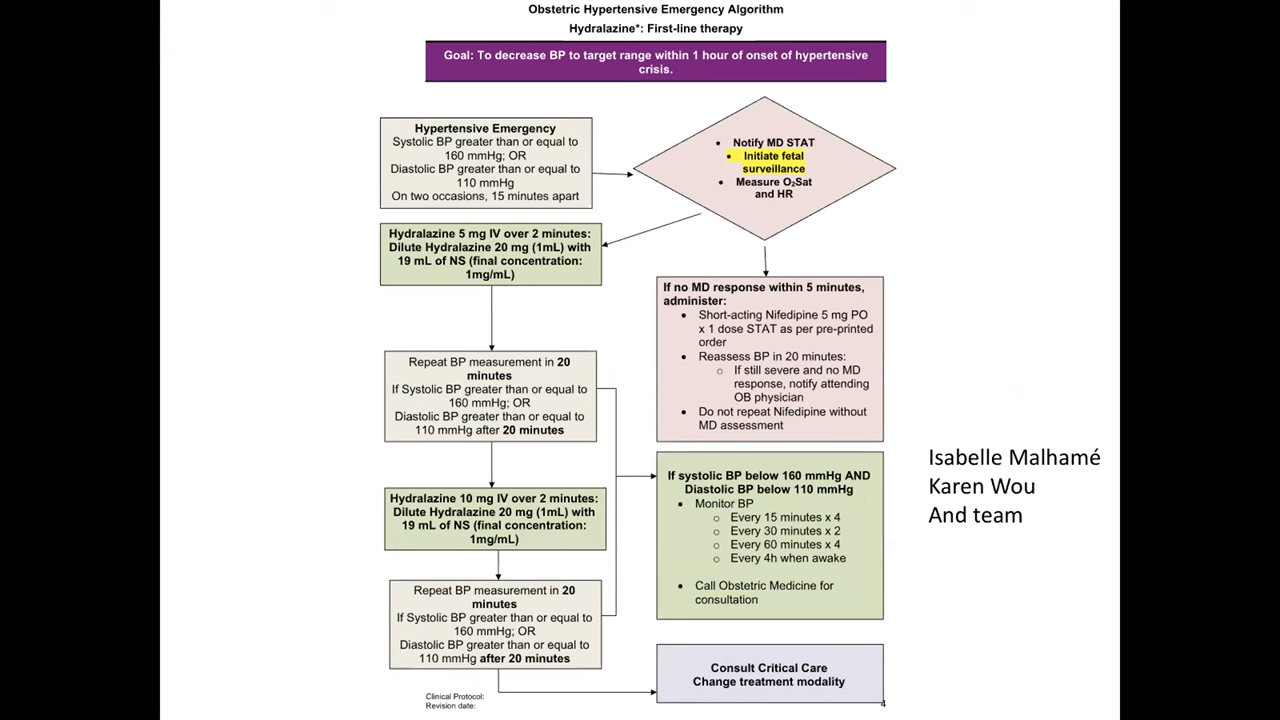 Obstetric Hypertensive Emergency Algorithm
Hydralazine*: First-line therapy
Goal: To decrease BP to target range within 1 hour of onset of hypertensive
crisis.
Hypertensive Emergency
Systolic BP greater than or equal to
160 mmHg; OR
Diastolic BP greater than or equal to
110 mmHg
On two occasions, 15 minutes apart
• Notify MD STAT
• Initiate fetal
surveillance
• Measure O₂Sat
and HR
Hydralazine 5 mg IV over 2 minutes:
Dilute Hydralazine 20 mg (1mL) with
19 mL of NS (final concentration:
1mg/mL)
If no MD response within 5 minutes,
administer:
• Short-acting Nifedipine 5 mg PO
x 1 dose STAT as per pre-printed
order
• Reassess BP in 20 minutes:
o If still severe and no MD
response, notify attending
OB physician
• Do not repeat Nifedipine without
MD assessment
Repeat BP measurement in 20
minutes
If Systolic BP greater than or equal to
160 mmHg; OR
Diastolic BP greater than or equal to
110 mmHg after 20 minutes
Isabelle Malhamé
Karen Wou
And team
If systolic BP below 160 mmHg AND
Diastolic BP below 110 mmHg
• Monitor BP
o Every 15 minutes x 4
o Every 30 minutes x 2
o Every 60 minutes x 4
o Every 4h when awake
• Call Obstetric Medicine for
consultation
Hydralazine 10 mg IV over 2 minutes:
Dilute Hydralazine 20 mg (1mL) with
19 mL of NS (final concentration:
1mg/mL)
Repeat BP measurement in 20
minutes
If Systolic BP greater than or equal to
160 mmHg; OR
Diastolic BP greater than or equal to
110 mmHg after 20 minutes
Consult Critical Care
Change treatment modality
Clinical Protocol:
Revision date:
4